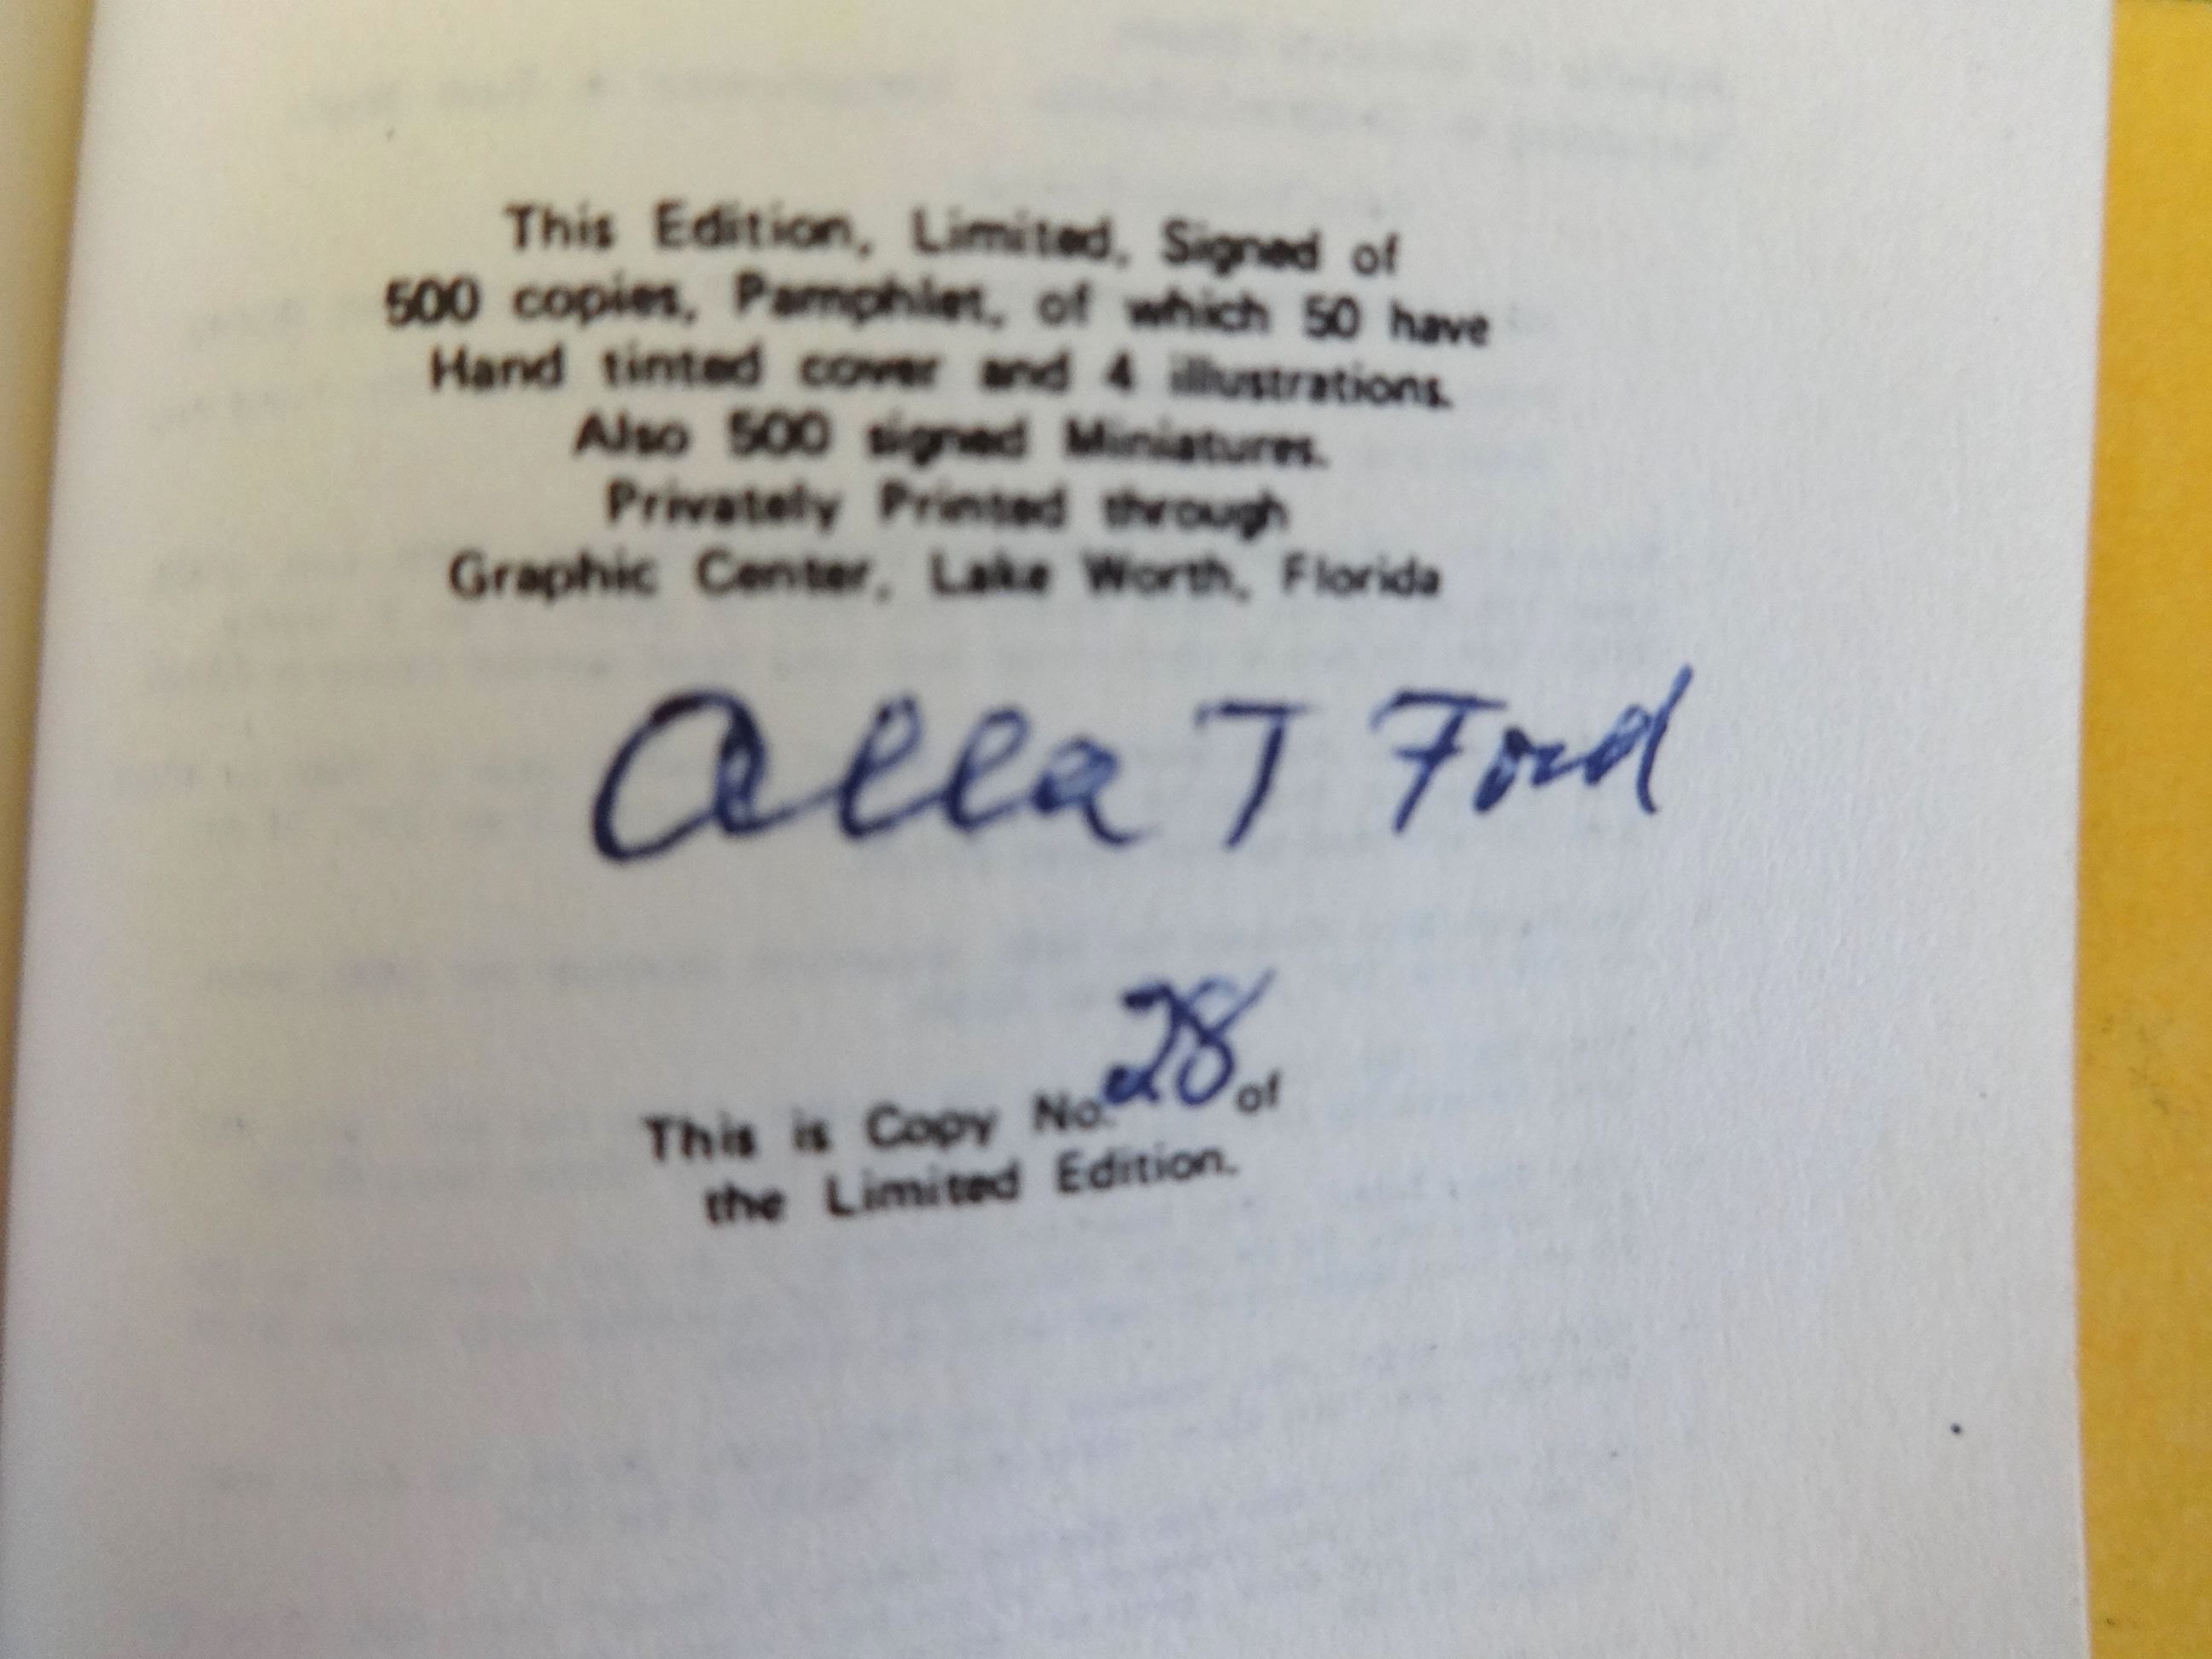 This Edition, Limited, Signed of
500 copies, Pamphlet, of which 50 have
Hand tinted cover and 4 illlustrations.
Also 500 signed Miniatures.
Privately Printed through
Graphic Center, Lake Worth, Florida
Alla T Ford
This is Copy No. 28 of
the Limited Edition.